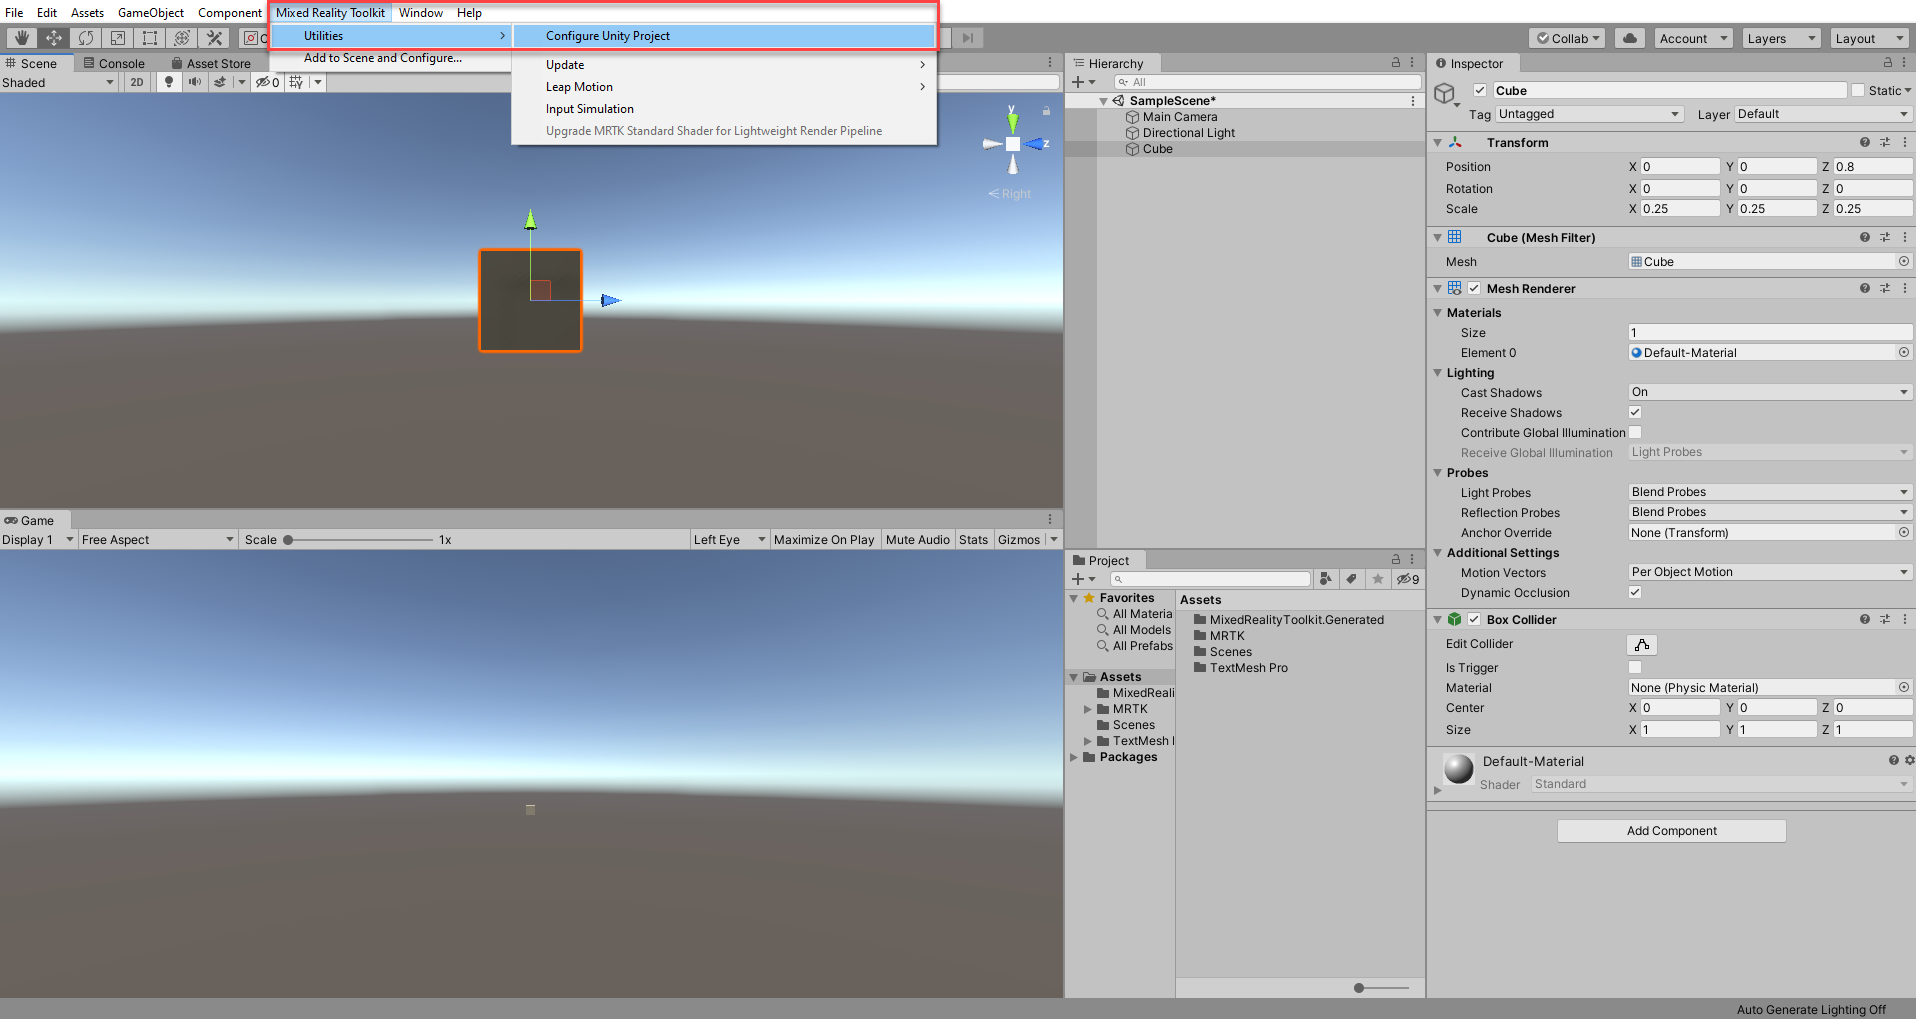 File Edit Assets GameObject Component Mixed Reality Toolkit Window Help
Utilities
Configure Unity Project
Add to Scene and Configure...
Update
Leap Motion
Input Simulation
Upgrade MRTK Standard Shader for Lightweight Render Pipeline
Collab Account Layers Layout
Scene Console Asset Store
Shaded 2D 0
y
z
Right
Game
Display 1 Free Aspect Scale 1x Left Eye Maximize On Play Mute Audio Stats Gizmos
Hierarchy
All
SampleScene*
Main Camera
Directional Light
Cube
Project
9
Favorites
All Materia
All Models
All Prefabs
Assets
MixedReali
MRTK
Scenes
TextMesh
Packages
Assets
MixedRealityToolkit.Generated
MRTK
Scenes
TextMesh Pro
Inspector
Cube Static
Tag Untagged Layer Default
Transform
Position X 0 Y 0 Z 0.8
Rotation X 0 Y 0 Z 0
Scale X 0.25 Y 0.25 Z 0.25
Cube (Mesh Filter)
Mesh Cube
Mesh Renderer
Materials
Size 1
Element 0 Default-Material
Lighting
Cast Shadows On
Receive Shadows
Contribute Global Illumination
Receive Global Illumination Light Probes
Probes
Light Probes Blend Probes
Reflection Probes Blend Probes
Anchor Override None (Transform)
Additional Settings
Motion Vectors Per Object Motion
Dynamic Occlusion
Box Collider
Edit Collider
Is Trigger
Material None (Physic Material)
Center X 0 Y 0 Z 0
Size X 1 Y 1 Z 1
Default-Material
Shader Standard
Add Component
Auto Generate Lighting Off